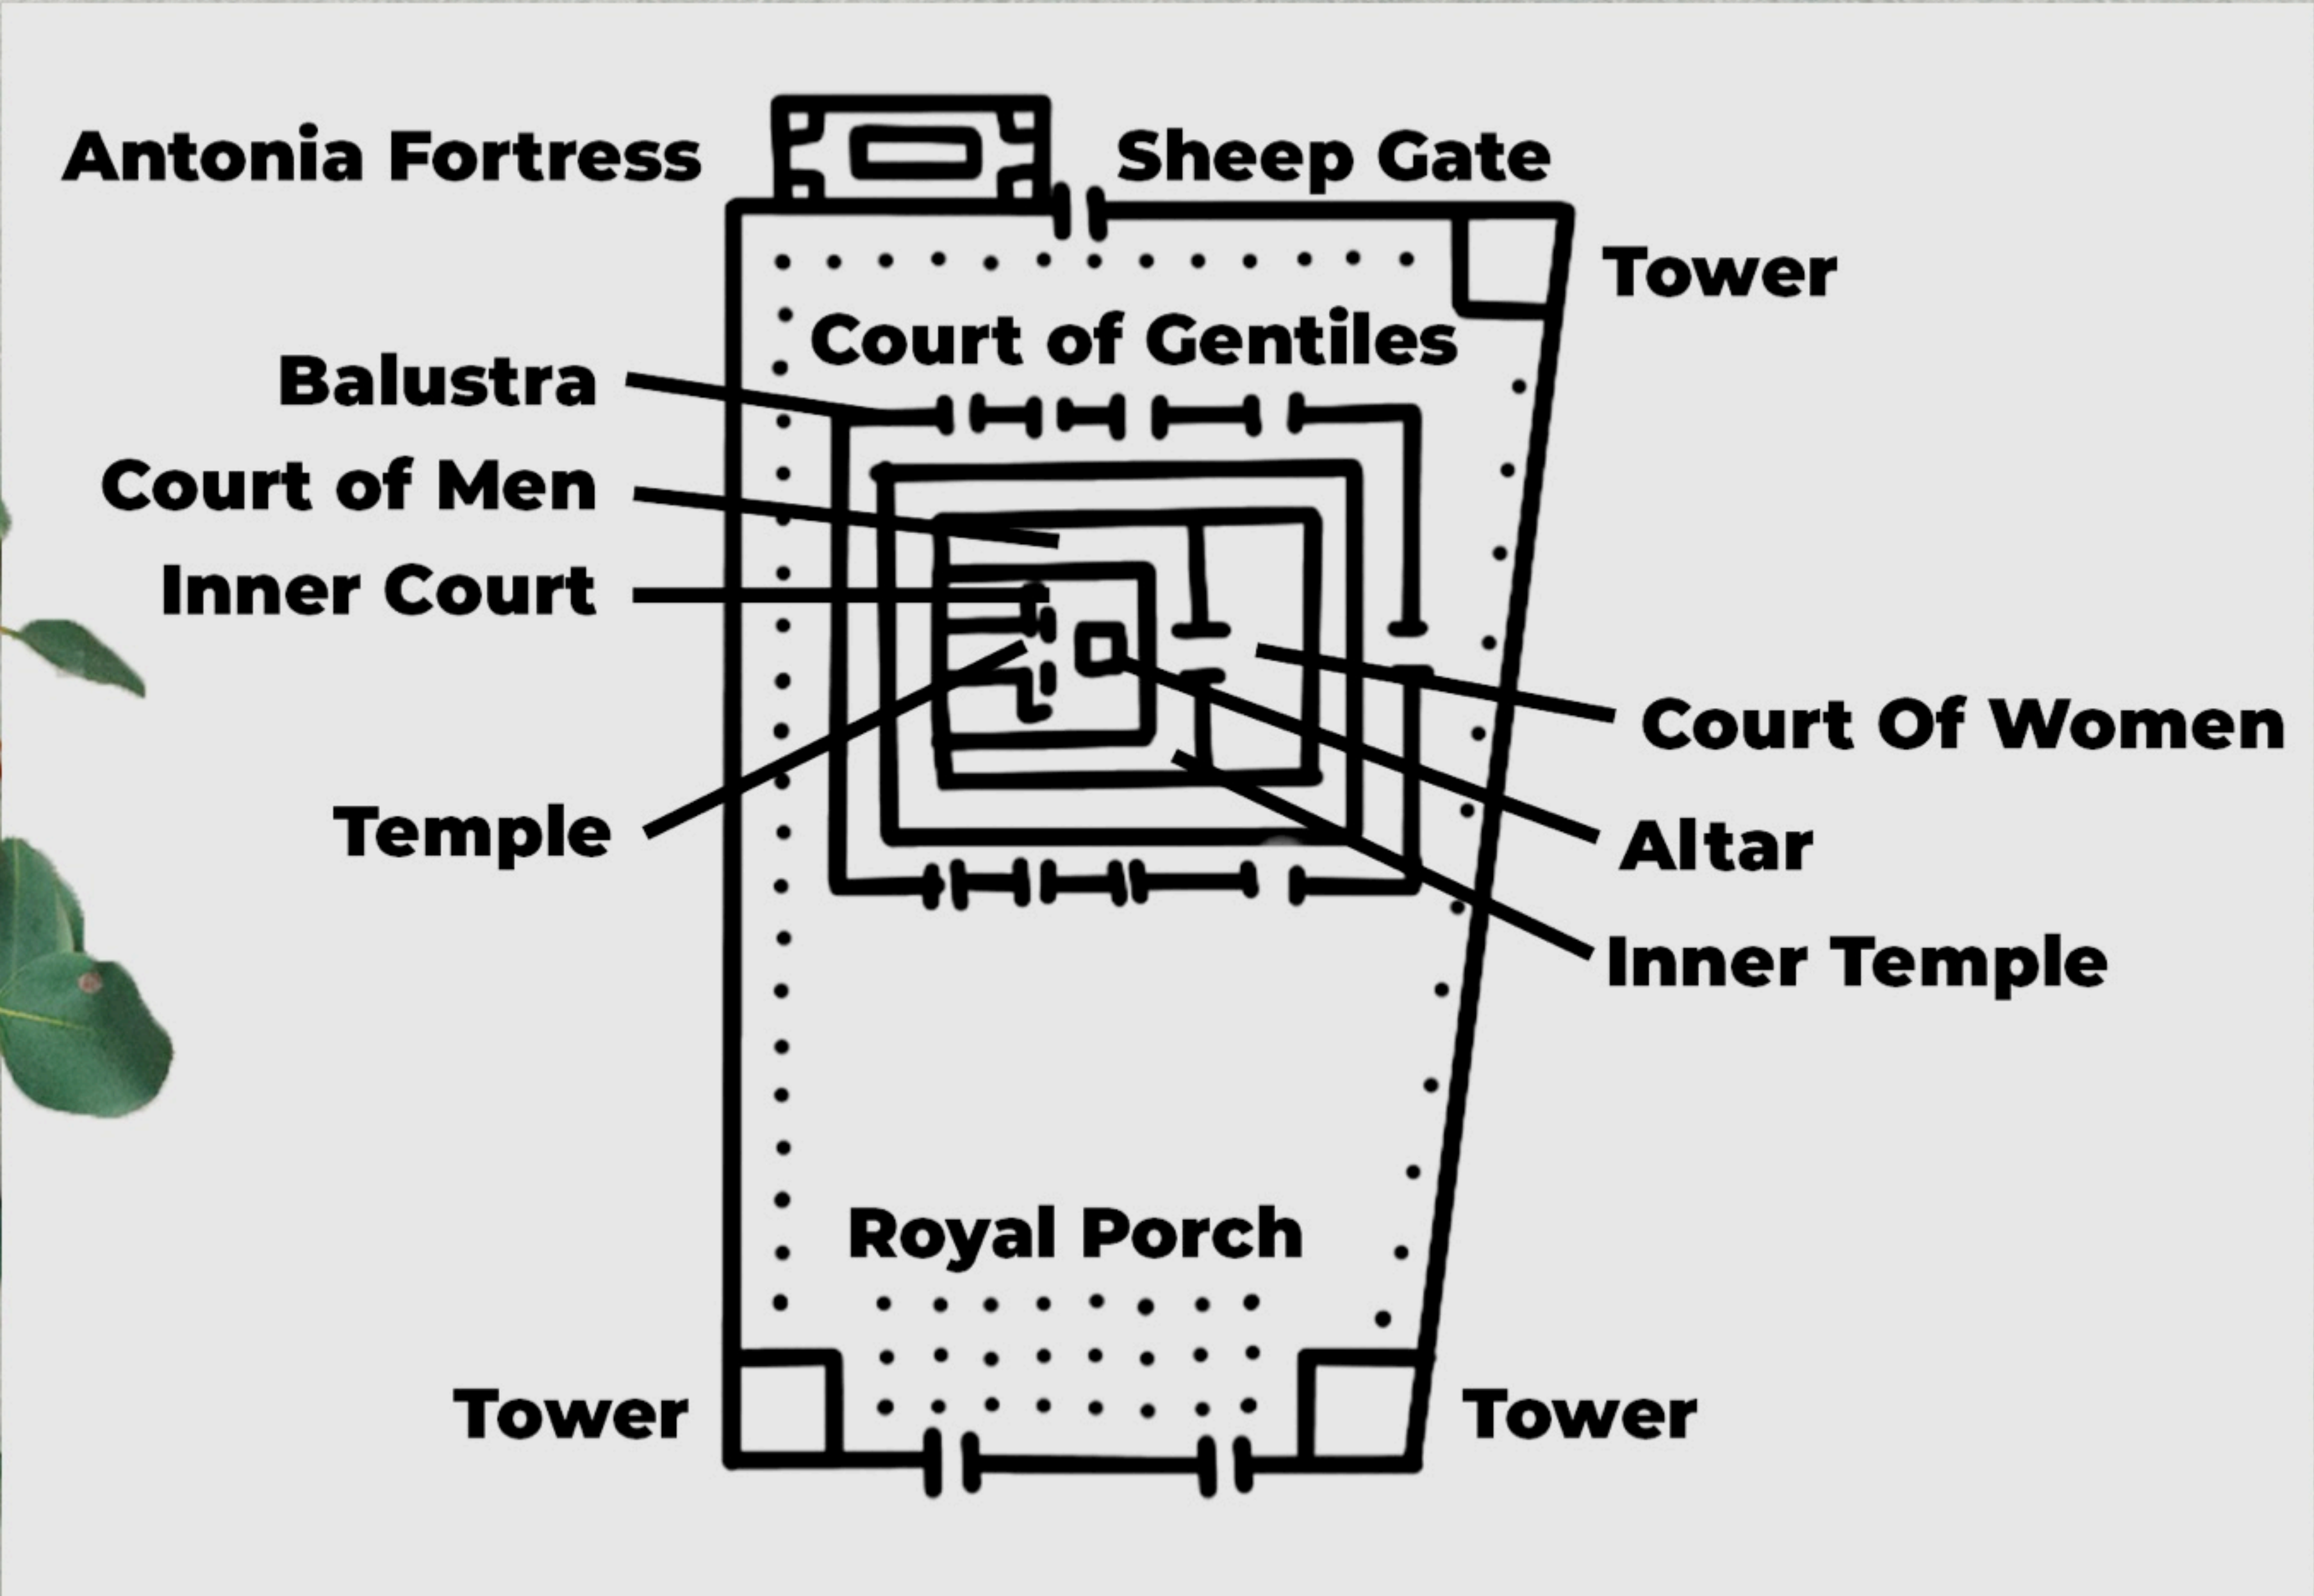 Antonia Fortress
Sheep Gate
Tower
Court of Gentiles
Balustra
Court of Men
Inner Court
Court Of Women
Temple
Altar
Inner Temple
Royal Porch
Tower
Tower